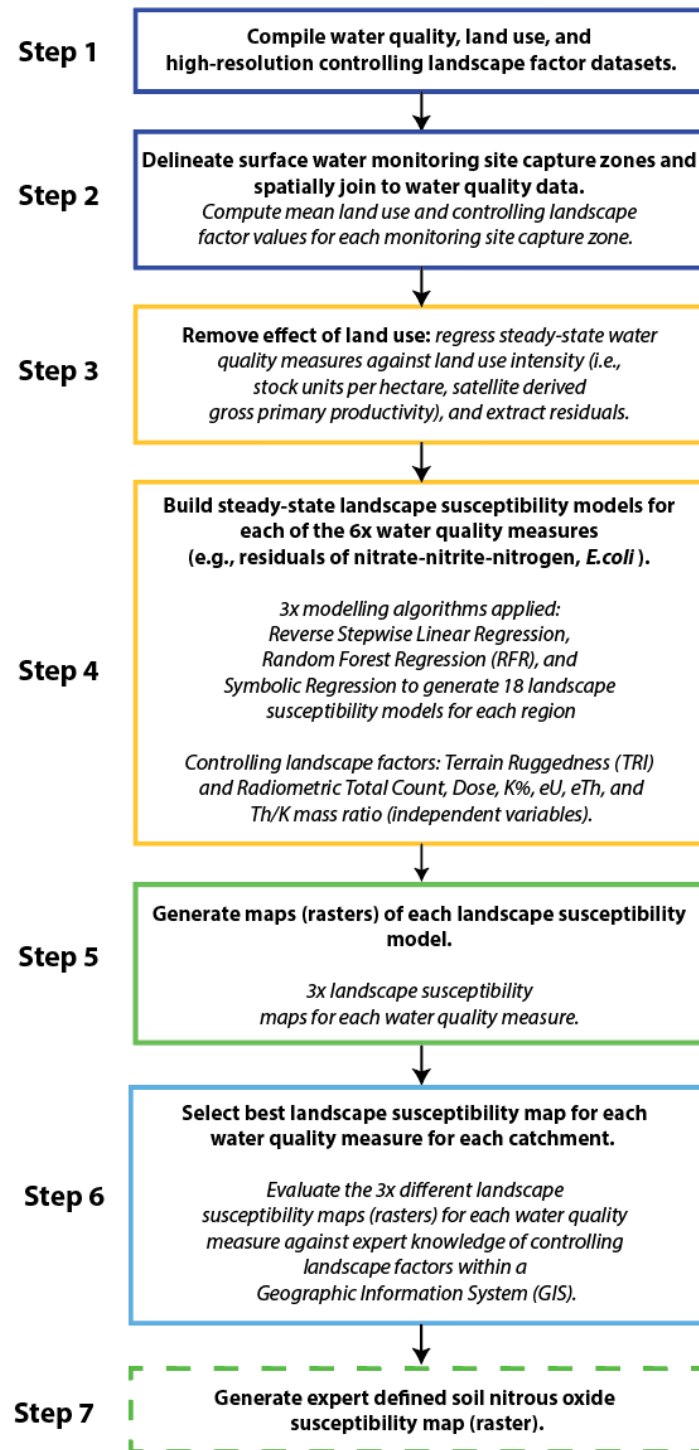 Step 1
Compile water quality, land use, and
high-resolution controlling landscape factor datasets.
Step 2
Delineate surface water monitoring site capture zones and
spatially join to water quality data.
Compute mean land use and controlling landscape
factor values for each monitoring site capture zone.
Step 3
Remove effect of land use: regress steady-state water
quality measures against land use intensity (i.e.,
stock units per hectare, satellite derived
gross primary productivity), and extract residuals.
Step 4
Build steady-state landscape susceptibility models for
each of the 6x water quality measures
(e.g., residuals of nitrate-nitrite-nitrogen, E.coli ).
3x modelling algorithms applied:
Reverse Stepwise Linear Regression,
Random Forest Regression (RFR), and
Symbolic Regression to generate 18 landscape
susceptibility models for each region
Controlling landscape factors: Terrain Ruggedness (TRI)
and Radiometric Total Count, Dose, K%, eU, eTh, and
Th/K mass ratio (independent variables).
Step 5
Generate maps (rasters) of each landscape susceptibility
model.
3x landscape susceptibility
maps for each water quality measure.
Step 6
Select best landscape susceptibility map for each
water quality measure for each catchment.
Evaluate the 3x different landscape
susceptibility maps (rasters) for each water quality
measure against expert knowledge of controlling
landscape factors within a
Geographic Information System (GIS).
Step 7
Generate expert defined soil nitrous oxide
susceptibility map (raster).